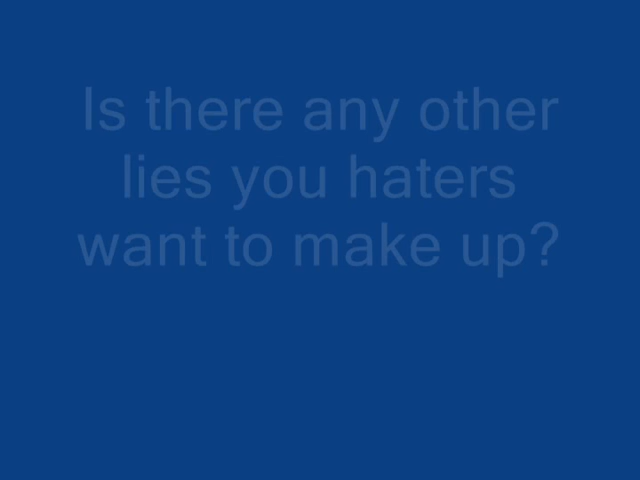 Is there any other
lies you haters
want to make up?